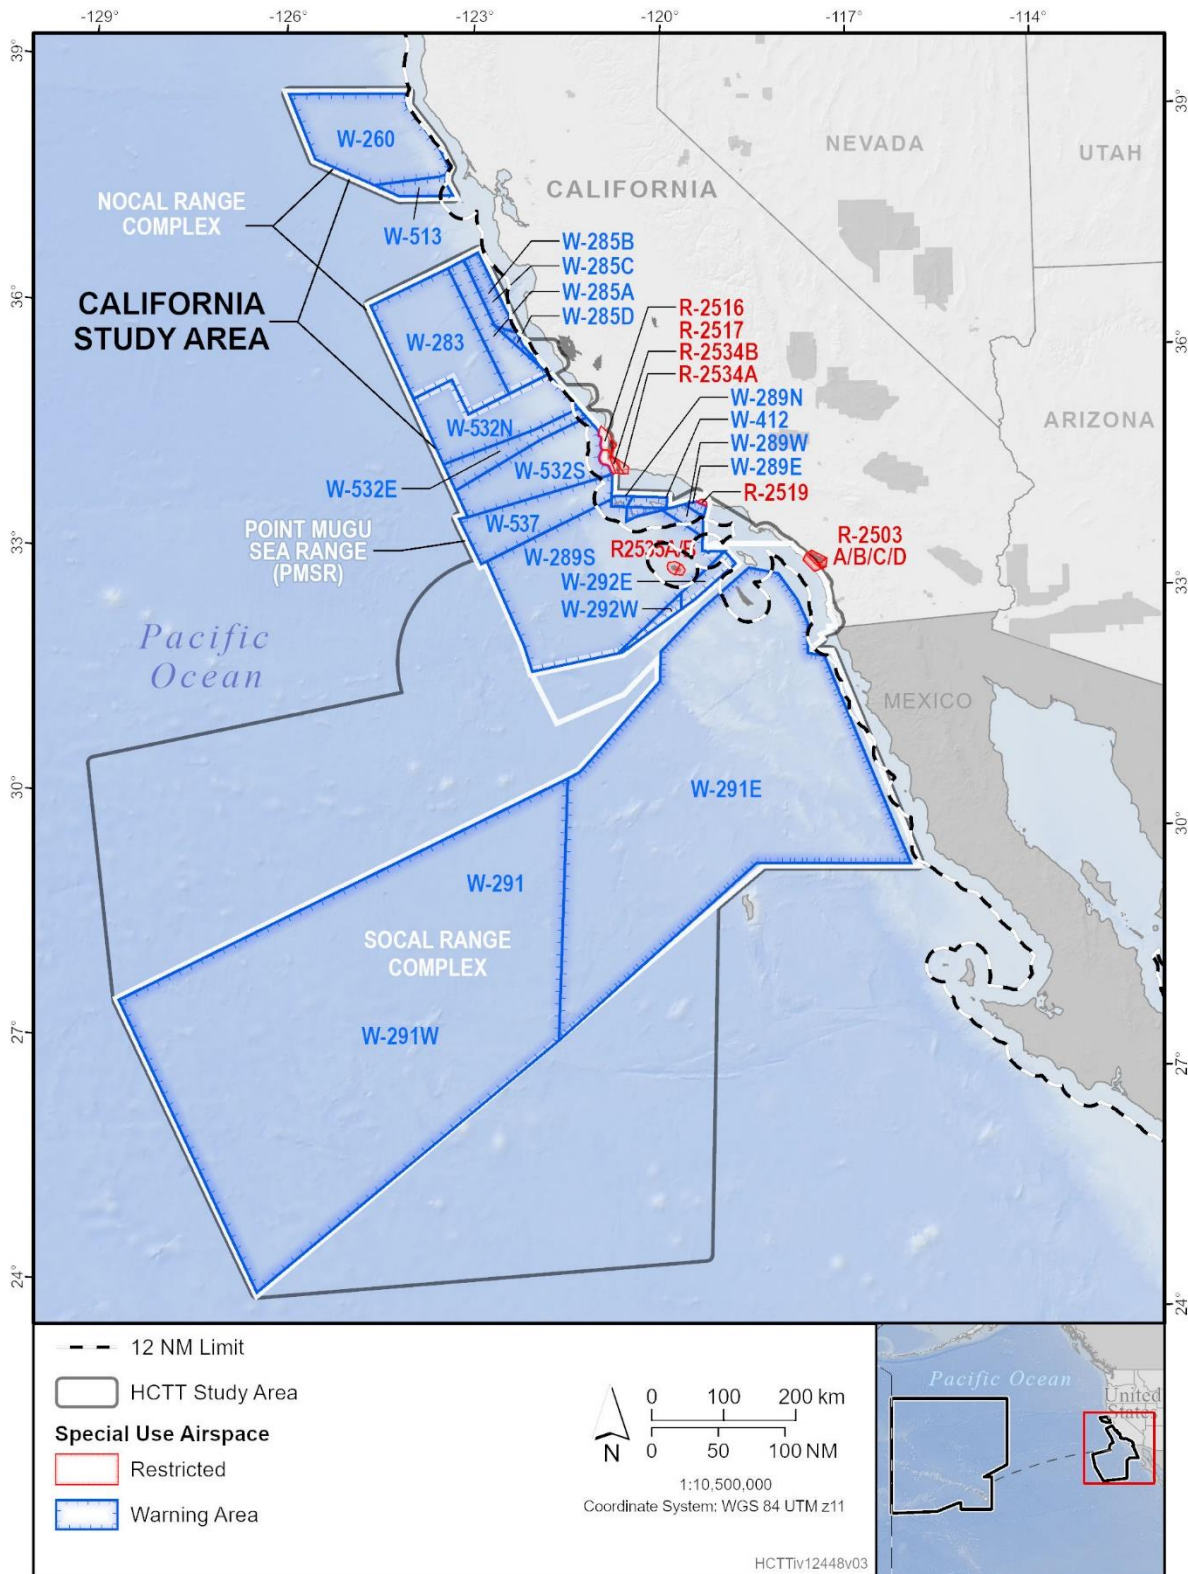 -129°
-126°
-123°
-120°
-117°
-114°
39°
39°
36°
36°
33°
33°
30°
30°
27°
27°
24°
24°
W-260
NEVADA
UTAH
CALIFORNIA
NOCAL RANGE
COMPLEX
W-513
W-285B
W-285C
W-285A
W-285D
CALIFORNIA
STUDY AREA
W-283
R-2516
R-2517
R-2534B
R-2534A
W-289N
W-412
W-289W
W-289E
R-2519
ARIZONA
W-532N
W-532S
W-532E
W-537
POINT MUGU
SEA RANGE
(PMSR)
W-289S
R2535A/B
R-2503
A/B/C/D
W-292E
W-292W
Pacific
Ocean
MEXICO
W-291E
W-291
SOCAL RANGE
COMPLEX
W-291W
12 NM Limit
HCTT Study Area
Special Use Airspace
Restricted
Warning Area
N
0 100 200 km
0 50 100 NM
1:10,500,000
Coordinate System: WGS 84 UTM z11
HCTTiv12448v03
Pacific Ocean
United
States